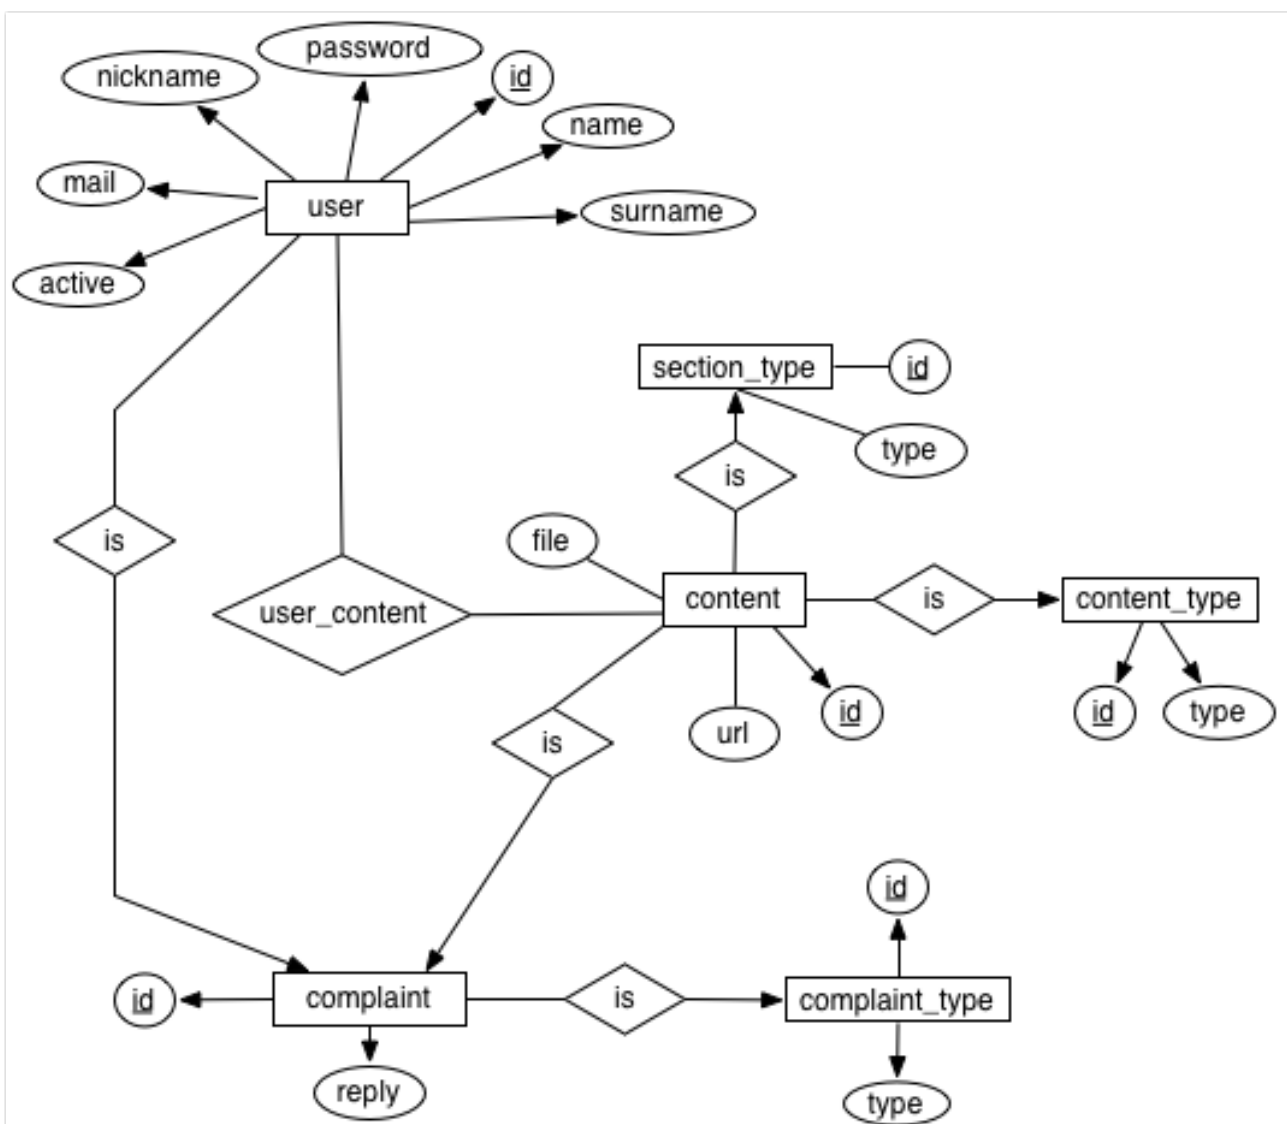 password
nickname
id
name
mail
user
surname
active
section_type
id
type
is
file
is
content
is
content_type
user_content
id
type
url
id
is
id
id
complaint
is
complaint_type
reply
type